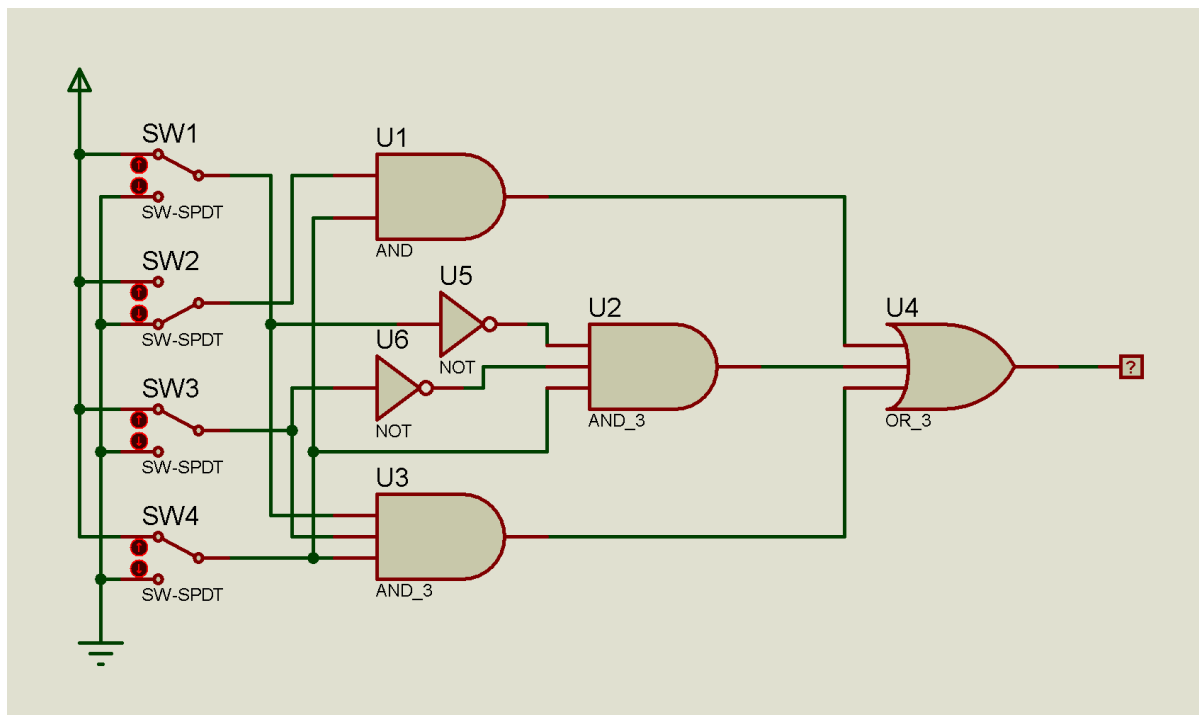 SW1
SW-SPDT
SW2
SW-SPDT
SW3
SW-SPDT
SW4
SW-SPDT
U1
AND
U5
NOT
U6
NOT
U2
AND_3
U3
AND_3
U4
OR_3
?